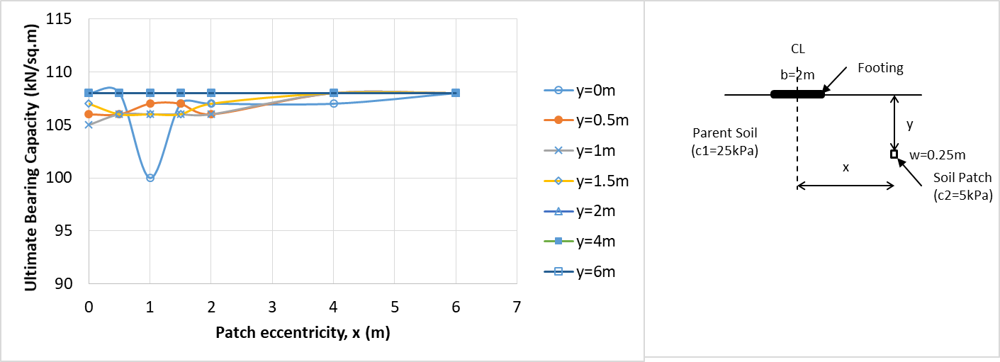 115
110
105
100
95
90
Ultimate Bearing Capacity (kN/sq.m)
0 1 2 3 4 5 6 7
Patch eccentricity, x (m)
y=0m
y=0.5m
y=1m
y=1.5m
y=2m
y=4m
y=6m
CL
b=2m
Footing
Parent Soil
(c1=25kPa)
y
w=0.25m
x
Soil Patch
(c2=5kPa)